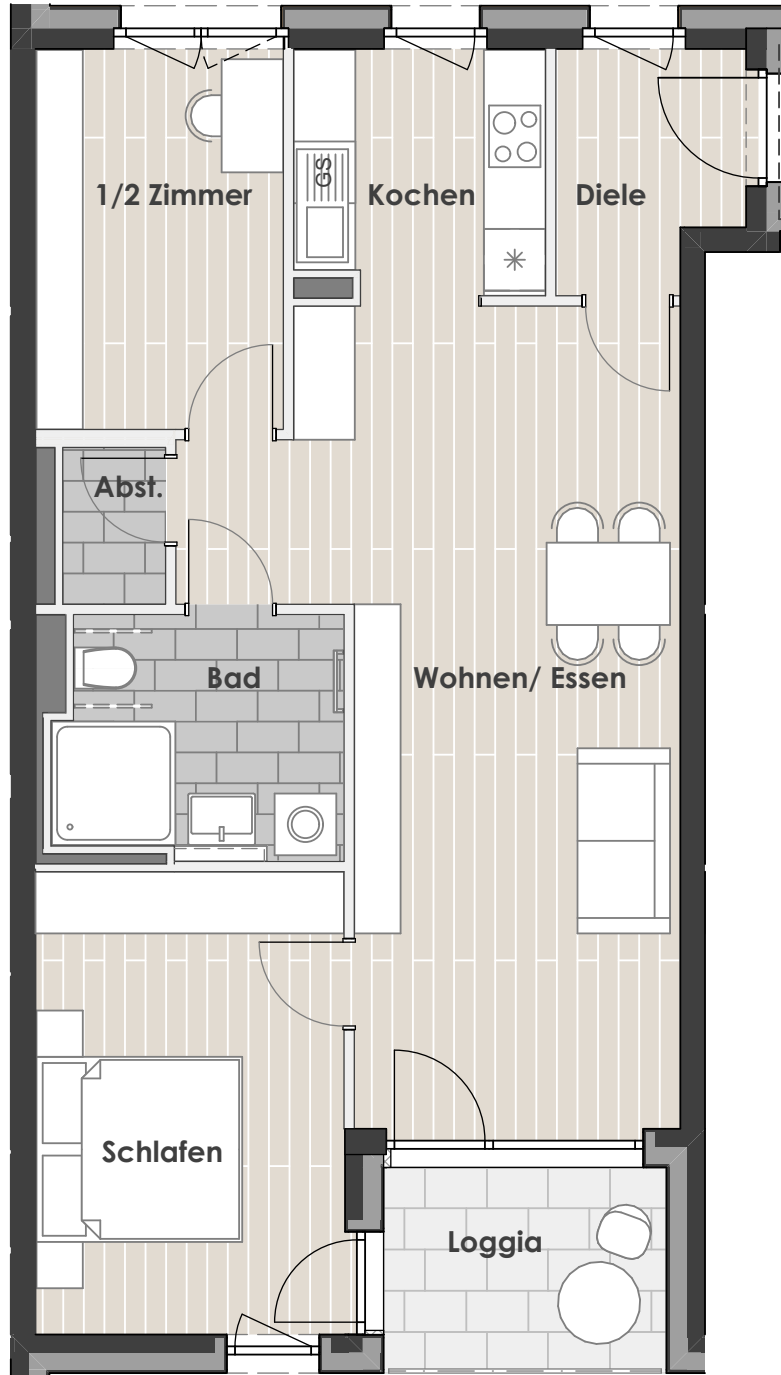 GS
1/2 Zimmer
Kochen
Diele
Abst.
Bad
Wohnen/ Essen
Schlafen
Loggia